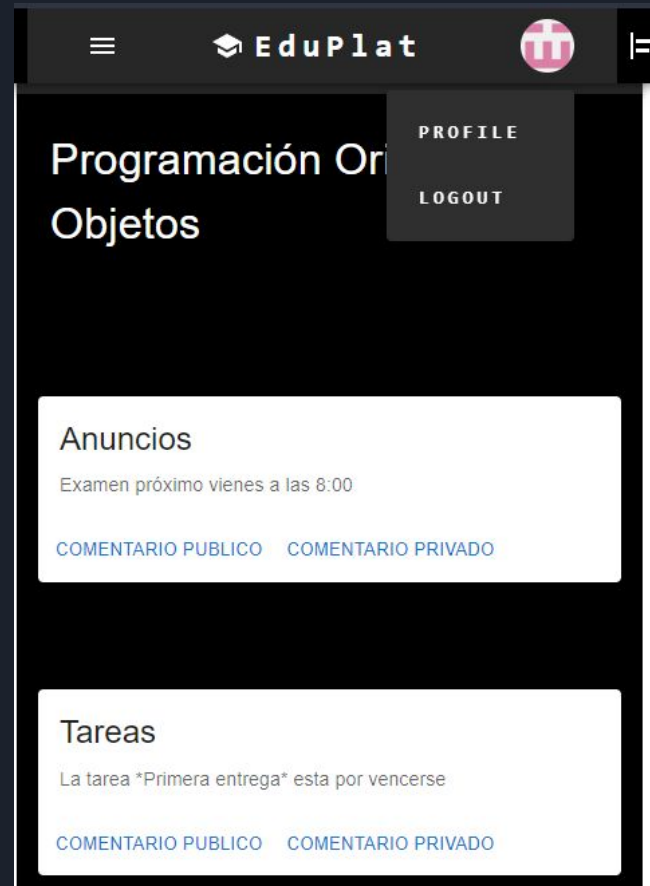 EduPlat
PROFILE
LOGOUT
Programación Ori
Objetos
Anuncios
Examen próximo vienes a las 8:00
COMENTARIO PUBLICO COMENTARIO PRIVADO
Tareas
La tarea *Primera entrega* esta por vencerse
COMENTARIO PUBLICO COMENTARIO PRIVADO